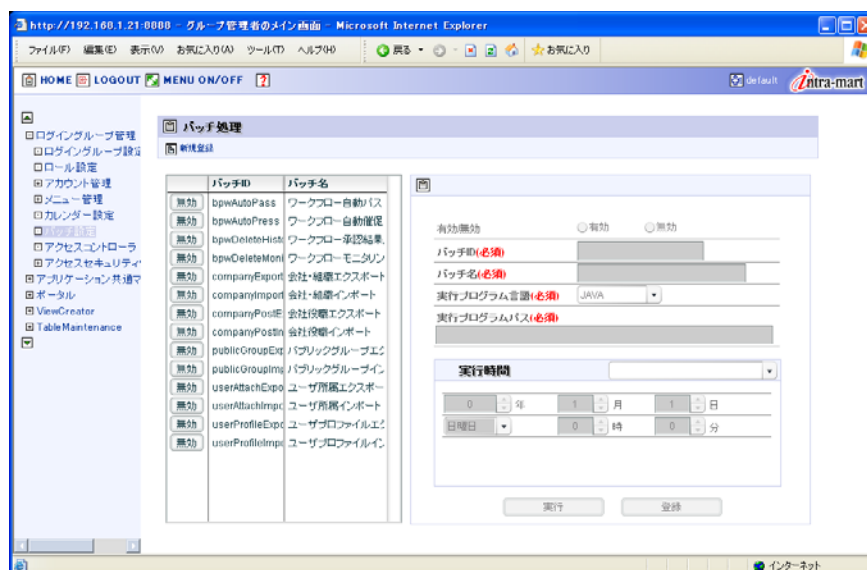 http://192.168.1.21:8888 - グループ管理者のメイン画面 - Microsoft Internet Explorer
ファイル(F) 編集(E) 表示(V) お気に入り(A) ツール(T) ヘルプ(H) 戻る お気に入り
HOME LOGOUT MENU ON/OFF ? default intra-mart
ログイングループ管理
ログイングループ設定
ロール設定
アカウント管理
メニュー管理
カレンダー設定
バッチ設定
アクセスコントローラ
アクセスセキュリティ
アプリケーション共通マ
ポータル
ViewCreator
TableMaintenance
バッチ処理
新規登録
バッチID バッチ名
無効 bpwAutoPass ワークフロー自動パス
無効 bpwAutoPress ワークフロー自動催促
無効 bpwDeleteHist ワークフロー承認結果
無効 bpwDeleteMoni ワークフローモニタリン
無効 companyExport 会社・組織エクスポート
無効 companyImport 会社・組織インポート
無効 companyPostE 会社役職エクスポート
無効 companyPostIn 会社役職インポート
無効 publicGroupExp パブリックグループエク
無効 publicGroupImp パブリックグループイン
無効 userAttachExpo ユーザ所属エクスポー
無効 userAttachImpo ユーザ所属インポート
無効 userProfileExpo ユーザプロファイルエク
無効 userProfileImpo ユーザプロファイルイン
有効/無効 有効 無効
バッチID(必須)
バッチ名(必須)
実行プログラム言語(必須) JAVA
実行プログラムパス(必須)
実行時間
0 年 1 月 1 日
日曜日 0 時 0 分
実行 登録
インターネット